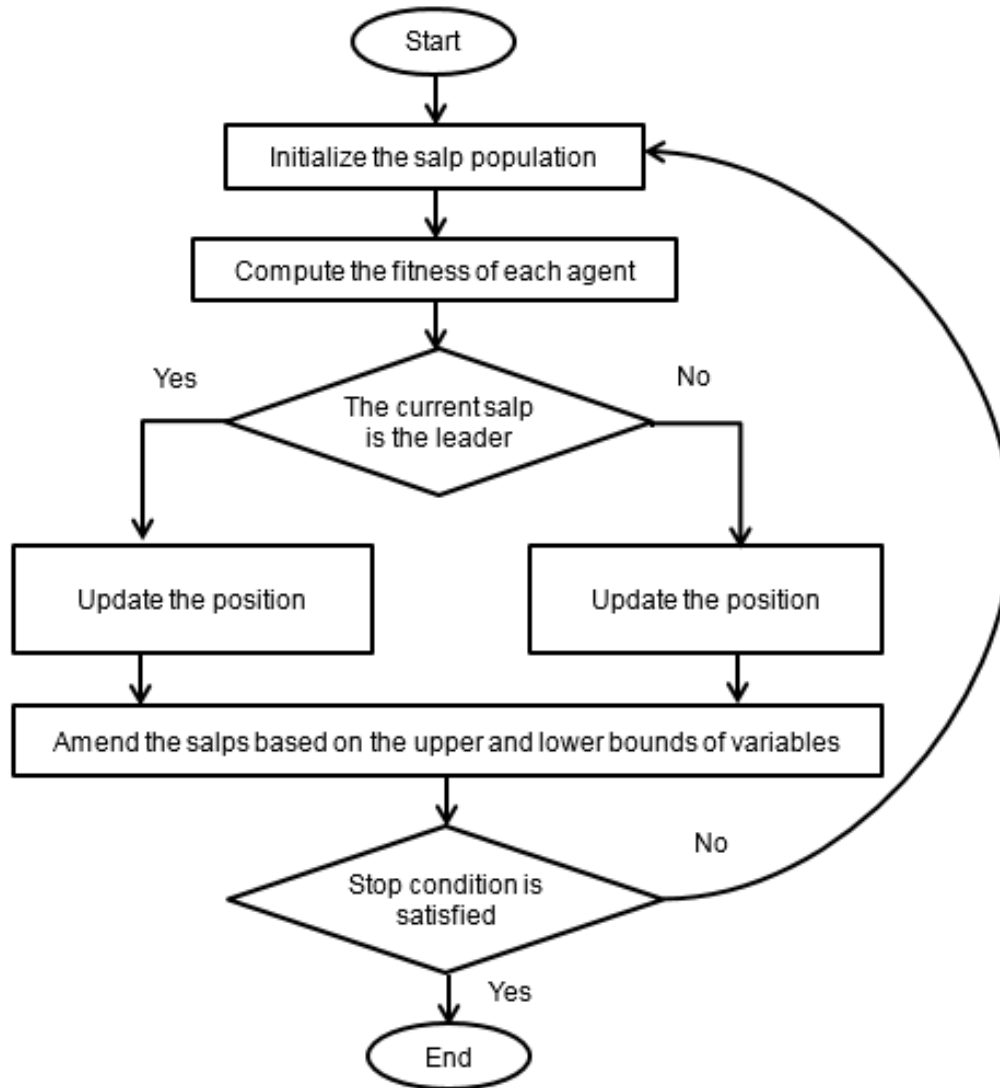 Start
Initialize the salp population
Compute the fitness of each agent
Yes
No
The current salp
is the leader
Update the position
Update the position
Amend the salps based on the upper and lower bounds of variables
No
Stop condition is
satisfied
Yes
End